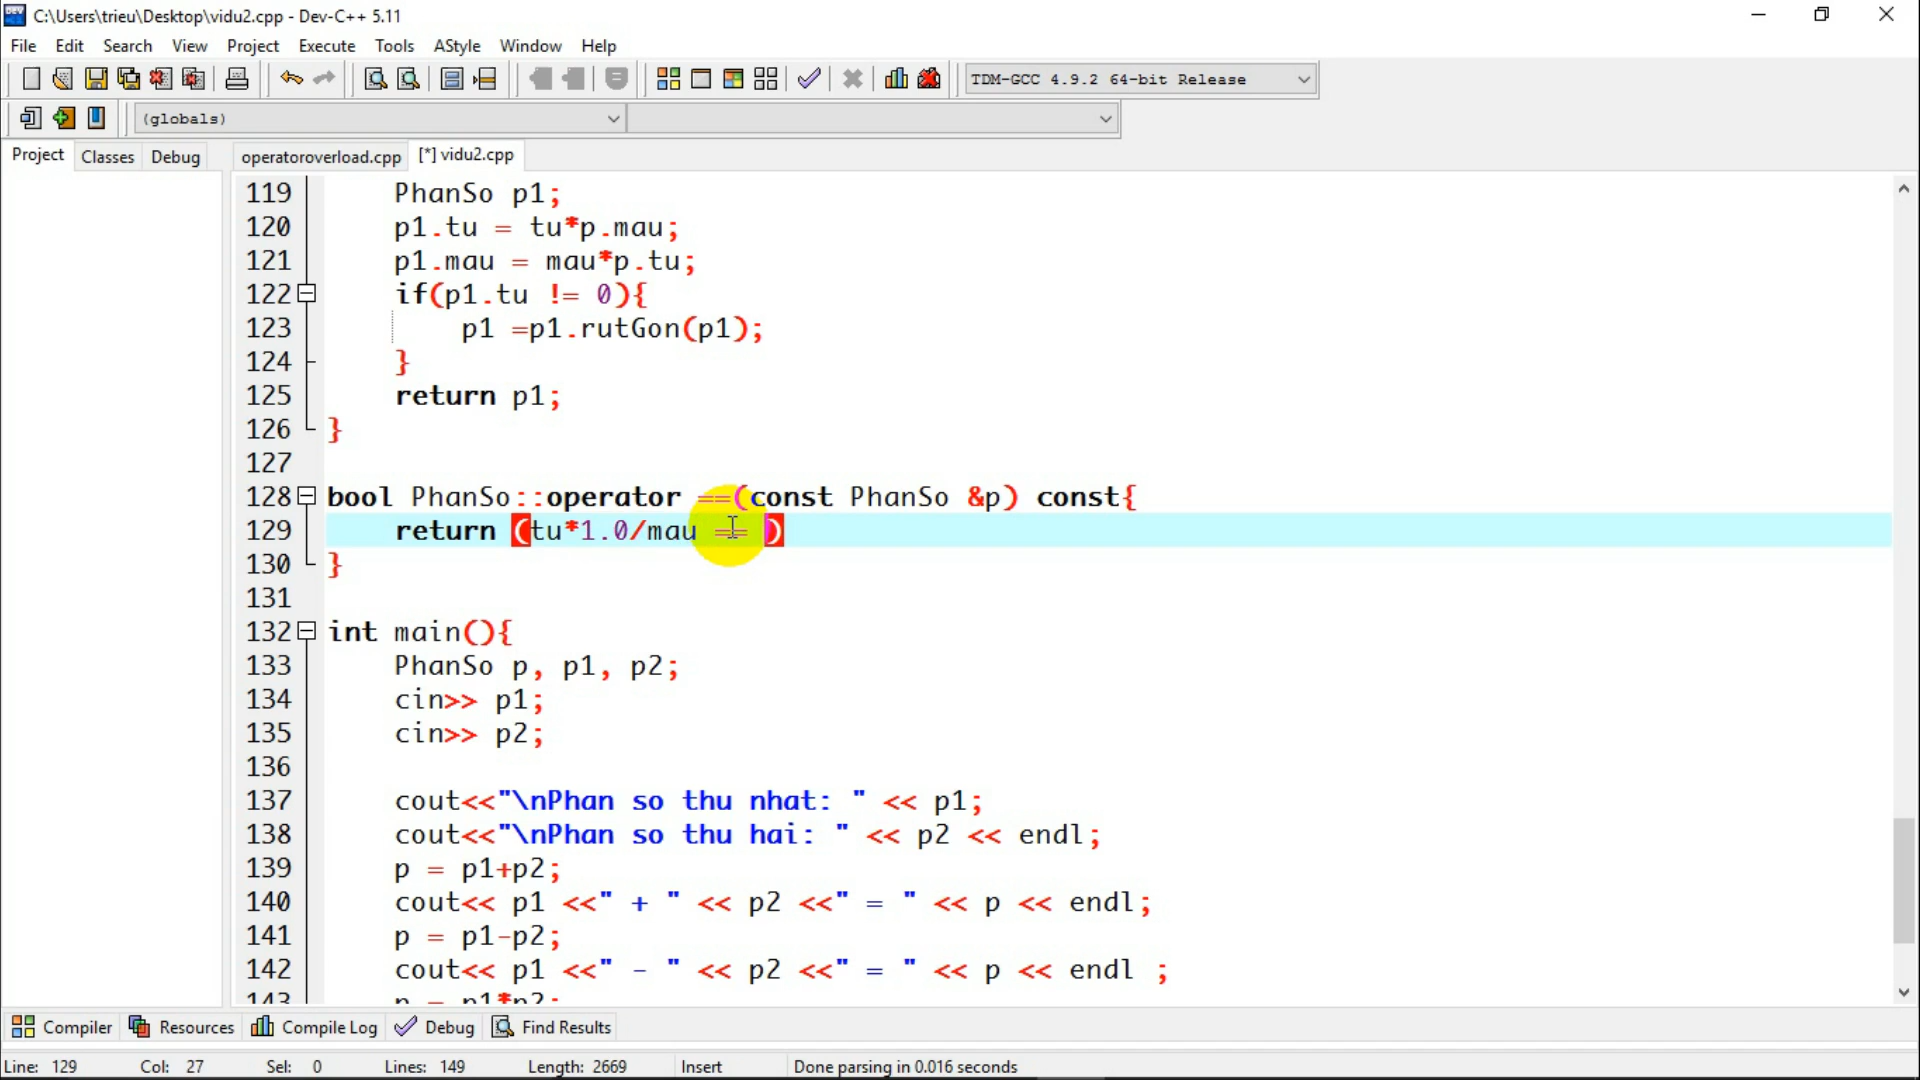 C:\Users\trieu\Desktop\vidu2.cpp - Dev-C++ 5.11
File Edit Search View Project Execute Tools AStyle Window Help
TDM-GCC 4.9.2 64-bit Release
(globals)
Project Classes Debug operatoroverload.cpp [*] vidu2.cpp
119 PhanSo p1;
120 p1.tu = tu*p.mau;
121 p1.mau = mau*p.tu;
122 if(p1.tu != 0){
123 p1 =p1.rutGon(p1);
124 }
125 return p1;
126 }
127
128 bool PhanSo::operator ==(const PhanSo &p) const{
129 return (tu*1.0/mau == )
130 }
131
132 int main(){
133 PhanSo p, p1, p2;
134 cin>> p1;
135 cin>> p2;
136
137 cout<<"\nPhan so thu nhat: " << p1;
138 cout<<"\nPhan so thu hai: " << p2 << endl;
139 p = p1+p2;
140 cout<< p1 <<" + " << p2 <<" = " << p << endl;
141 p = p1-p2;
142 cout<< p1 <<" - " << p2 <<" = " << p << endl ;
143 p = p1*p2;
Compiler Resources Compile Log Debug Find Results
Line: 129 Col: 27 Sel: 0 Lines: 149 Length: 2669 Insert Done parsing in 0.016 seconds